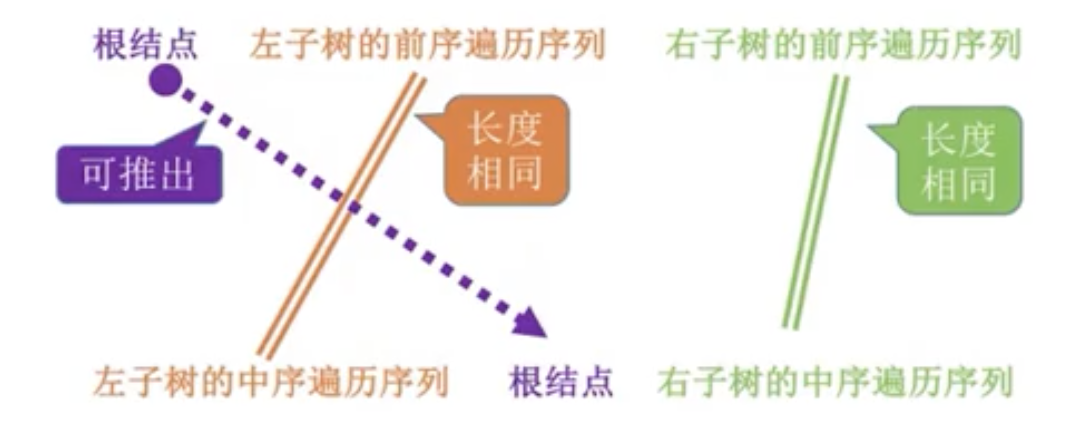 根结点 左子树的前序遍历序列 右子树的前序遍历序列
可推出
长度
相同
长度
相同
左子树的中序遍历序列 根结点 右子树的中序遍历序列